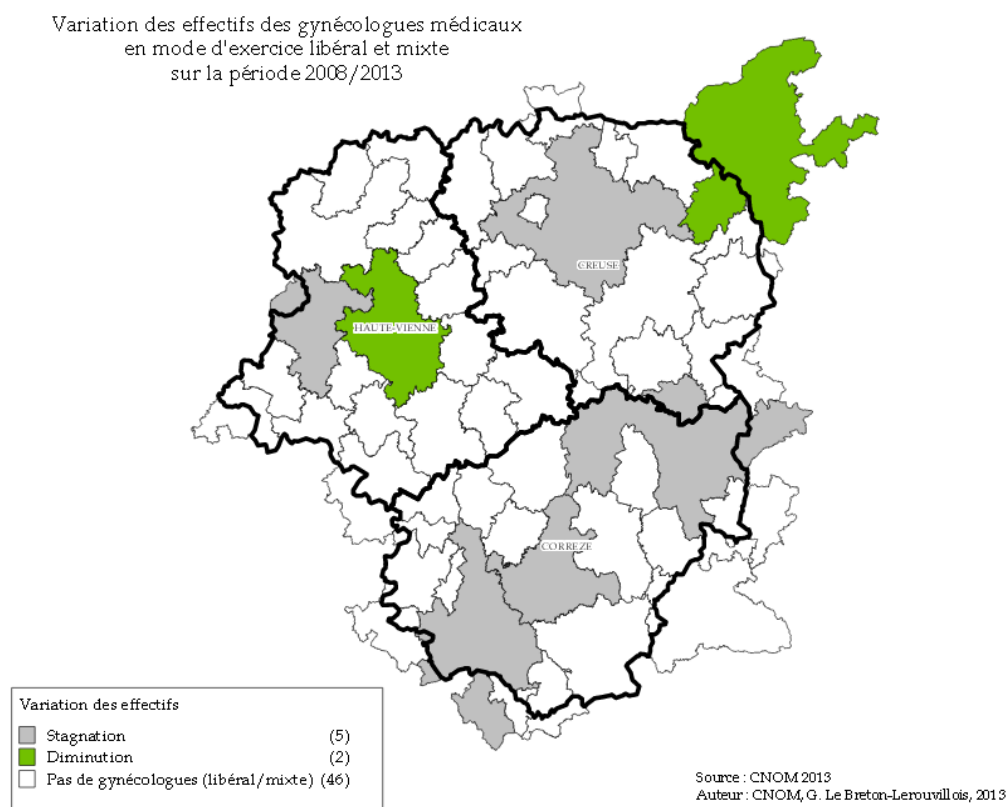 Variation des effectifs des gynécologues médicaux
en mode d'exercice libéral et mixte
sur la période 2008/2013
CREUSE
HAUTE-VIENNE
CORREZE
Variation des effectifs
Stagnation (5)
Diminution (2)
Pas de gynécologues (libéral/mixte) (46)
Source : CNOM 2013
Auteur : CNOM, G. Le Breton-Lerouvillois, 2013